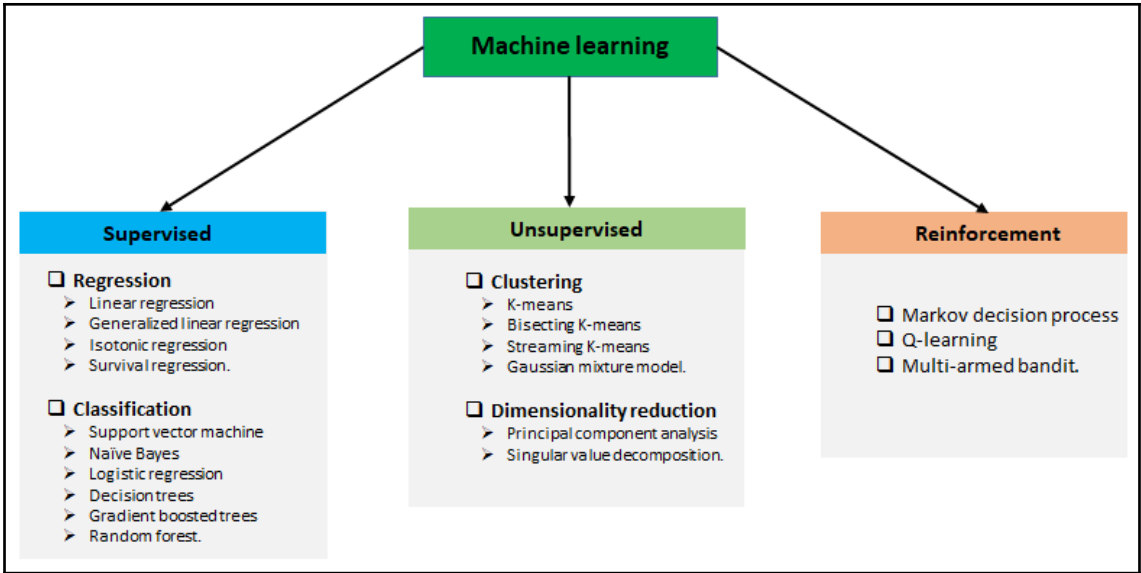 Machine learning
Supervised
Regression
Linear regression
Generalized linear regression
Isotonic regression
Survival regression.
Classification
Support vector machine
Naïve Bayes
Logistic regression
Decision trees
Gradient boosted trees
Random forest.
Unsupervised
Clustering
K-means
Bisecting K-means
Streaming K-means
Gaussian mixture model.
Dimensionality reduction
Principal component analysis
Singular value decomposition.
Reinforcement
Markov decision process
Q-learning
Multi-armed bandit.